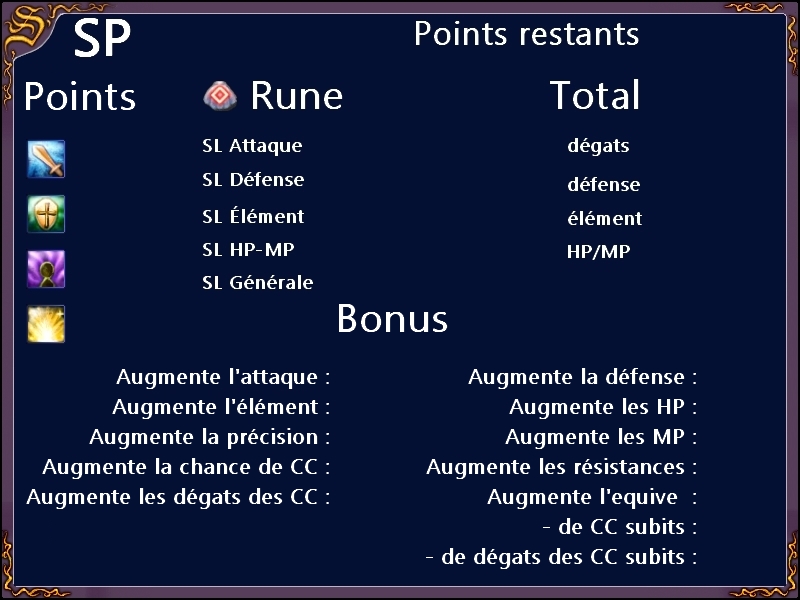 SP
Points restants
Points
Rune
Total
SL Attaque
SL Défense
SL Élément
SL HP-MP
SL Générale
dégats
défense
élément
HP/MP
Bonus
Augmente l'attaque :
Augmente l'élément :
Augmente la précision :
Augmente la chance de CC :
Augmente les dégats des CC :
Augmente la défense :
Augmente les HP :
Augmente les MP :
Augmente les résistances :
Augmente l'equive :
- de CC subits :
- de dégats des CC subits :